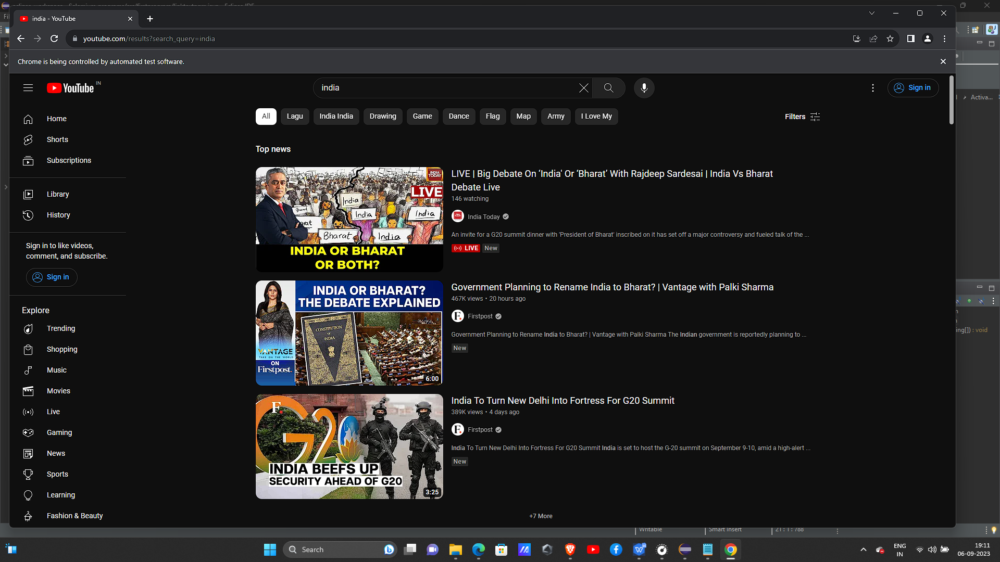 india - YouTube
youtube.com/results?search_query=india
Chrome is being controlled by automated test software.
YouTube IN
india
Sign in
Home
Shorts
Subscriptions
Library
History
Sign in to like videos,
comment, and subscribe.
Sign in
Explore
Trending
Shopping
Music
Movies
Live
Gaming
News
Sports
Learning
Fashion & Beauty
All
Lagu
India India
Drawing
Game
Dance
Flag
Map
Army
I Love My
Filters
Top news
INDIA TODAY
LIVE
India
India
India
Bharat
India
INDIA OR BHARAT
OR BOTH?
LIVE | Big Debate On ‘India' Or ‘Bharat’ With Rajdeep Sardesai | India Vs Bharat
Debate Live
146 watching
India Today
An invite for a G20 summit dinner with 'President of Bharat' inscribed on it has set off a major controversy and fueled talk of the ...
LIVE
New
INDIA OR BHARAT?
THE DEBATE EXPLAINED
CONSTITUTION
OF
INDIA
VANTAGE
TAKE ON THE WORLD
ON
Firstpost.
6:00
Government Planning to Rename India to Bharat? | Vantage with Palki Sharma
467K views • 20 hours ago
F.
Firstpost
Government Planning to Rename India to Bharat? | Vantage with Palki Sharma The Indian government is reportedly planning to ...
New
F.
G20
INDIA BEEFS UP
SECURITY AHEAD OF G20
3:25
India To Turn New Delhi Into Fortress For G20 Summit
389K views • 4 days ago
F.
Firstpost
India To Turn New Delhi Into Fortress For G20 Summit India is set to host the G-20 summit on September 9-10, amid a high-alert ...
New
+7 More
Activa...
ing[]) : void
Writable
Smart Insert
21 : 1 : 788
Search
ENG
IN
19:11
06-09-2023